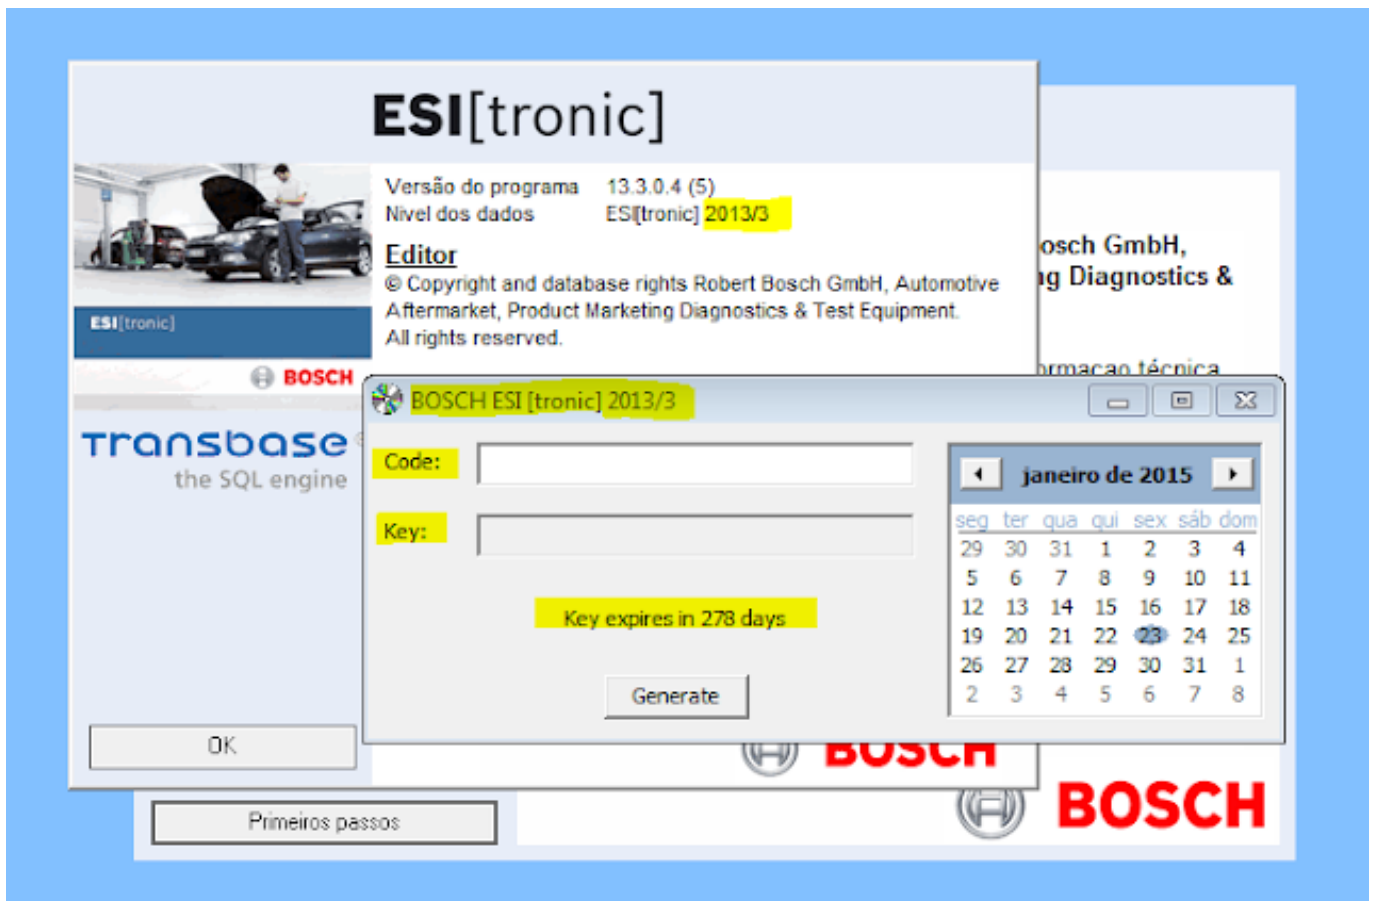 ESI[tronic]
Versão do programa 13.3.0.4 (5)
Nivel dos dados ESI[tronic] 2013/3
Editor
© Copyright and database rights Robert Bosch GmbH, Automotive
Aftermarket, Product Marketing Diagnostics & Test Equipment.
All rights reserved.
ESI[tronic]
BOSCH
Transbase
the SQL engine
OK
osch GmbH,
ng Diagnostics &
ormacao técnica
BOSCH ESI [tronic] 2013/3
Code:
Key:
Key expires in 278 days
Generate
janeiro de 2015
seg ter qua qui sex sáb dom
29 30 31 1 2 3 4
5 6 7 8 9 10 11
12 13 14 15 16 17 18
19 20 21 22 23 24 25
26 27 28 29 30 31 1
2 3 4 5 6 7 8
BOSCH
Primeiros passos
BOSCH